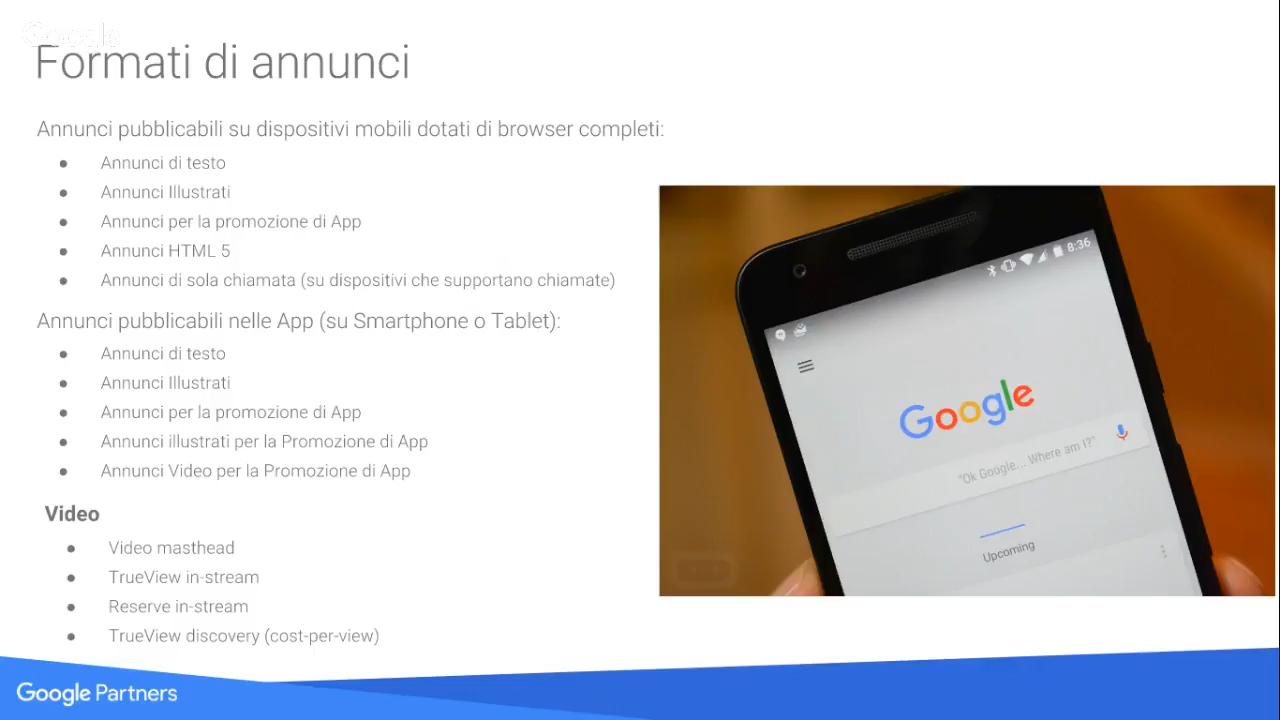 Google
Formati di annunci
Annunci pubblicabili su dispositivi mobili dotati di browser completi:
● Annunci di testo
● Annunci Illustrati
● Annunci per la promozione di App
● Annunci HTML 5
● Annunci di sola chiamata (su dispositivi che supportano chiamate)
Annunci pubblicabili nelle App (su Smartphone o Tablet):
● Annunci di testo
● Annunci Illustrati
● Annunci per la promozione di App
● Annunci illustrati per la Promozione di App
● Annunci Video per la Promozione di App
Video
● Video masthead
● TrueView in-stream
● Reserve in-stream
● TrueView discovery (cost-per-view)
8:36
Google
"Ok Google... Where am I?"
Upcoming
Google Partners